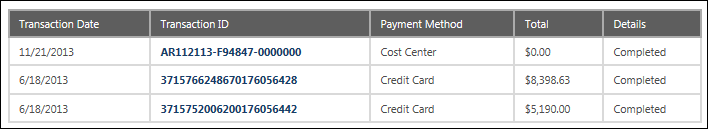 Transaction Date Transaction ID Payment Method Total Details
11/21/2013 AR112113-F94847-0000000 Cost Center $0.00 Completed
6/18/2013 3715766248670176056428 Credit Card $8,398.63 Completed
6/18/2013 3715752006200176056442 Credit Card $5,190.00 Completed